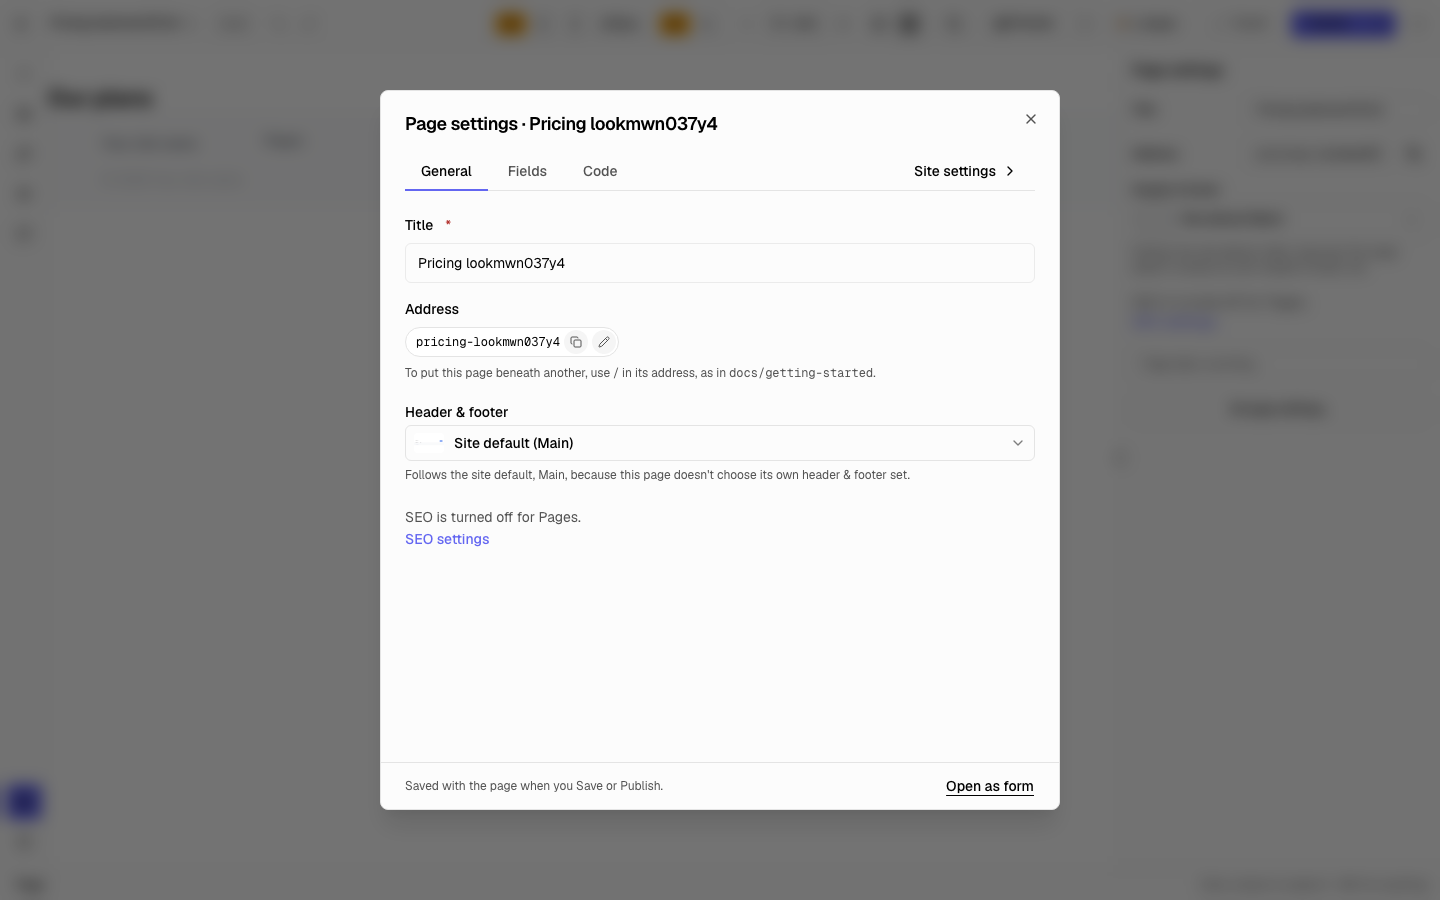 Page settings · Pricing lookmwn037y4
General
Fields
Code
Site settings
Title *
Pricing lookmwn037y4
Address
pricing-lookmwn037y4
To put this page beneath another, use / in its address, as in docs/getting-started.
Header & footer
Site default (Main)
Follows the site default, Main, because this page doesn't choose its own header & footer set.
SEO is turned off for Pages.
SEO settings
Saved with the page when you Save or Publish.
Open as form